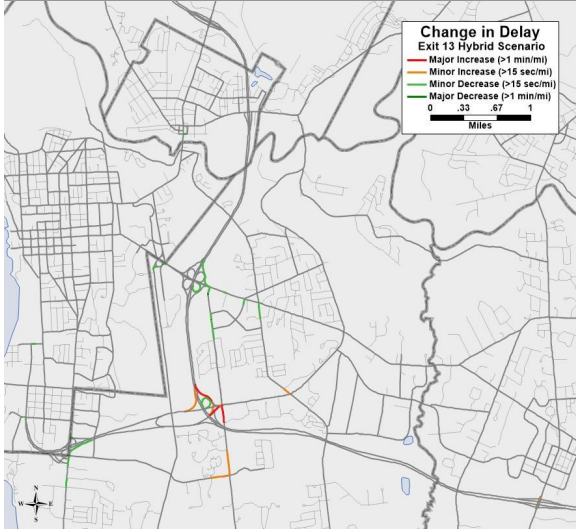 Change in Delay
Exit 13 Hybrid Scenario
Major Increase (>1 min/mi)
Minor Increase (>15 sec/mi)
Minor Decrease (>15 sec/mi)
Major Decrease (>1 min/mi)
0 .33 .67 1
Miles
N
W E
S